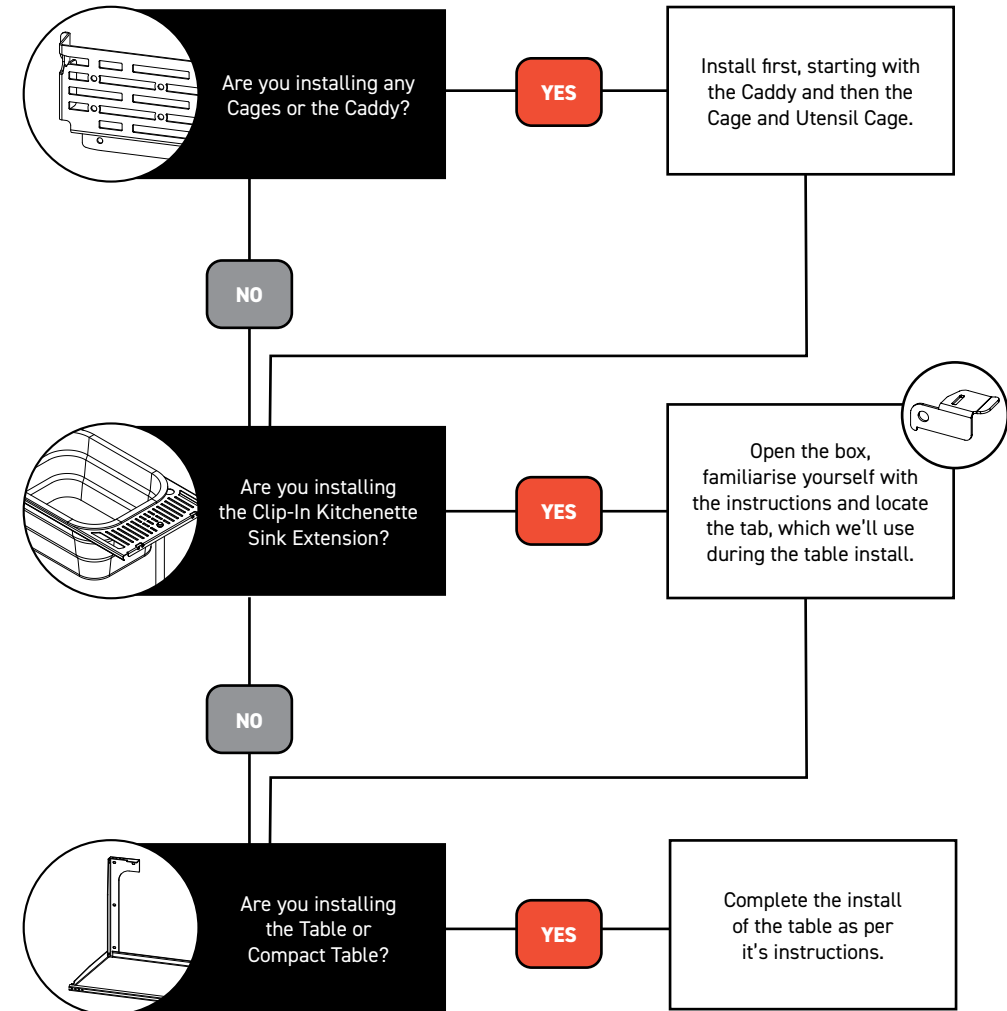 Are you installing any
Cages or the Caddy?
YES
Install first, starting with
the Caddy and then the
Cage and Utensil Cage.
NO
Are you installing
the Clip-In Kitchenette
Sink Extension?
YES
Open the box,
familiarise yourself with
the instructions and locate
the tab, which we'll use
during the table install.
NO
Are you installing
the Table or
Compact Table?
YES
Complete the install
of the table as per
it's instructions.